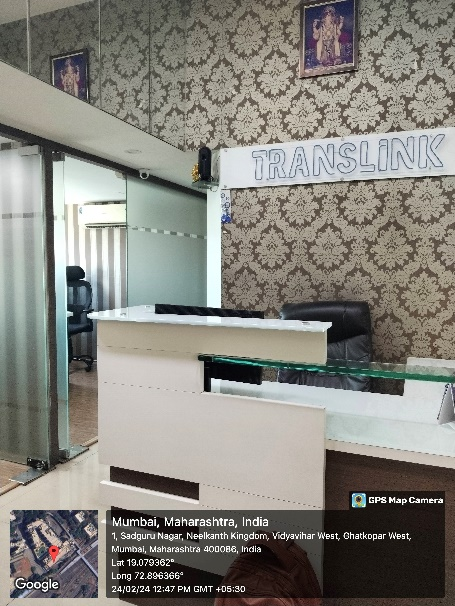 TRANSLINK
GPS Map Camera
Mumbai, Maharashtra, India
1, Sadguru Nagar, Neelkanth Kingdom, Vidyavihar West, Ghatkopar West,
Mumbai, Maharashtra 400086, India
Lat 19.079362°
Long 72.896366°
24/02/24 12:47 PM GMT +05:30
Google